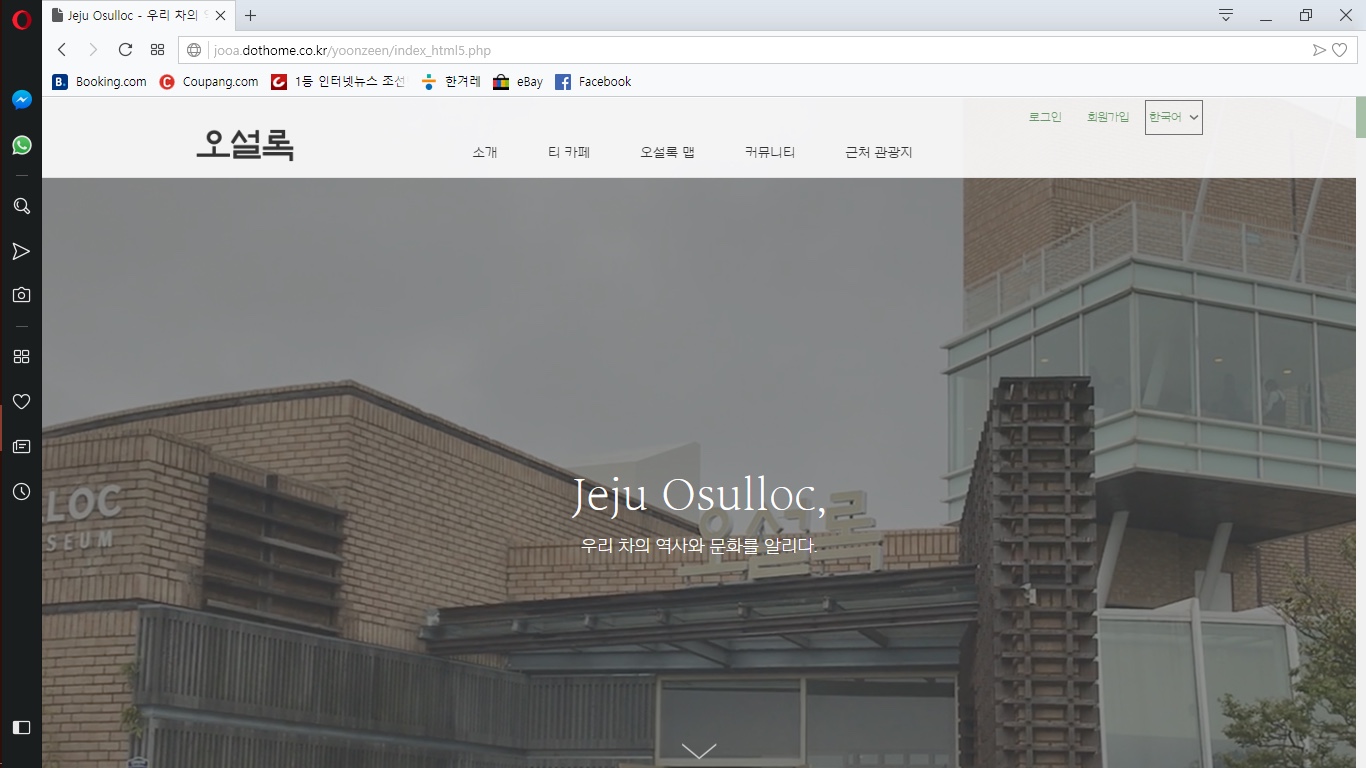 Jeju Osulloc - 우리 차의
jooa.dothome.co.kr/yoonzeen/index_html5.php
B. Booking.com
C Coupang.com
1등 인터넷뉴스 조선
한겨레
eBay
Facebook
로그인
회원가입
한국어
오설록
소개
티 카페
오설록 맵
커뮤니티
근처 관광지
LOC
SEUM
오설록
Jeju Osulloc,
우리 차의 역사와 문화를 알리다.